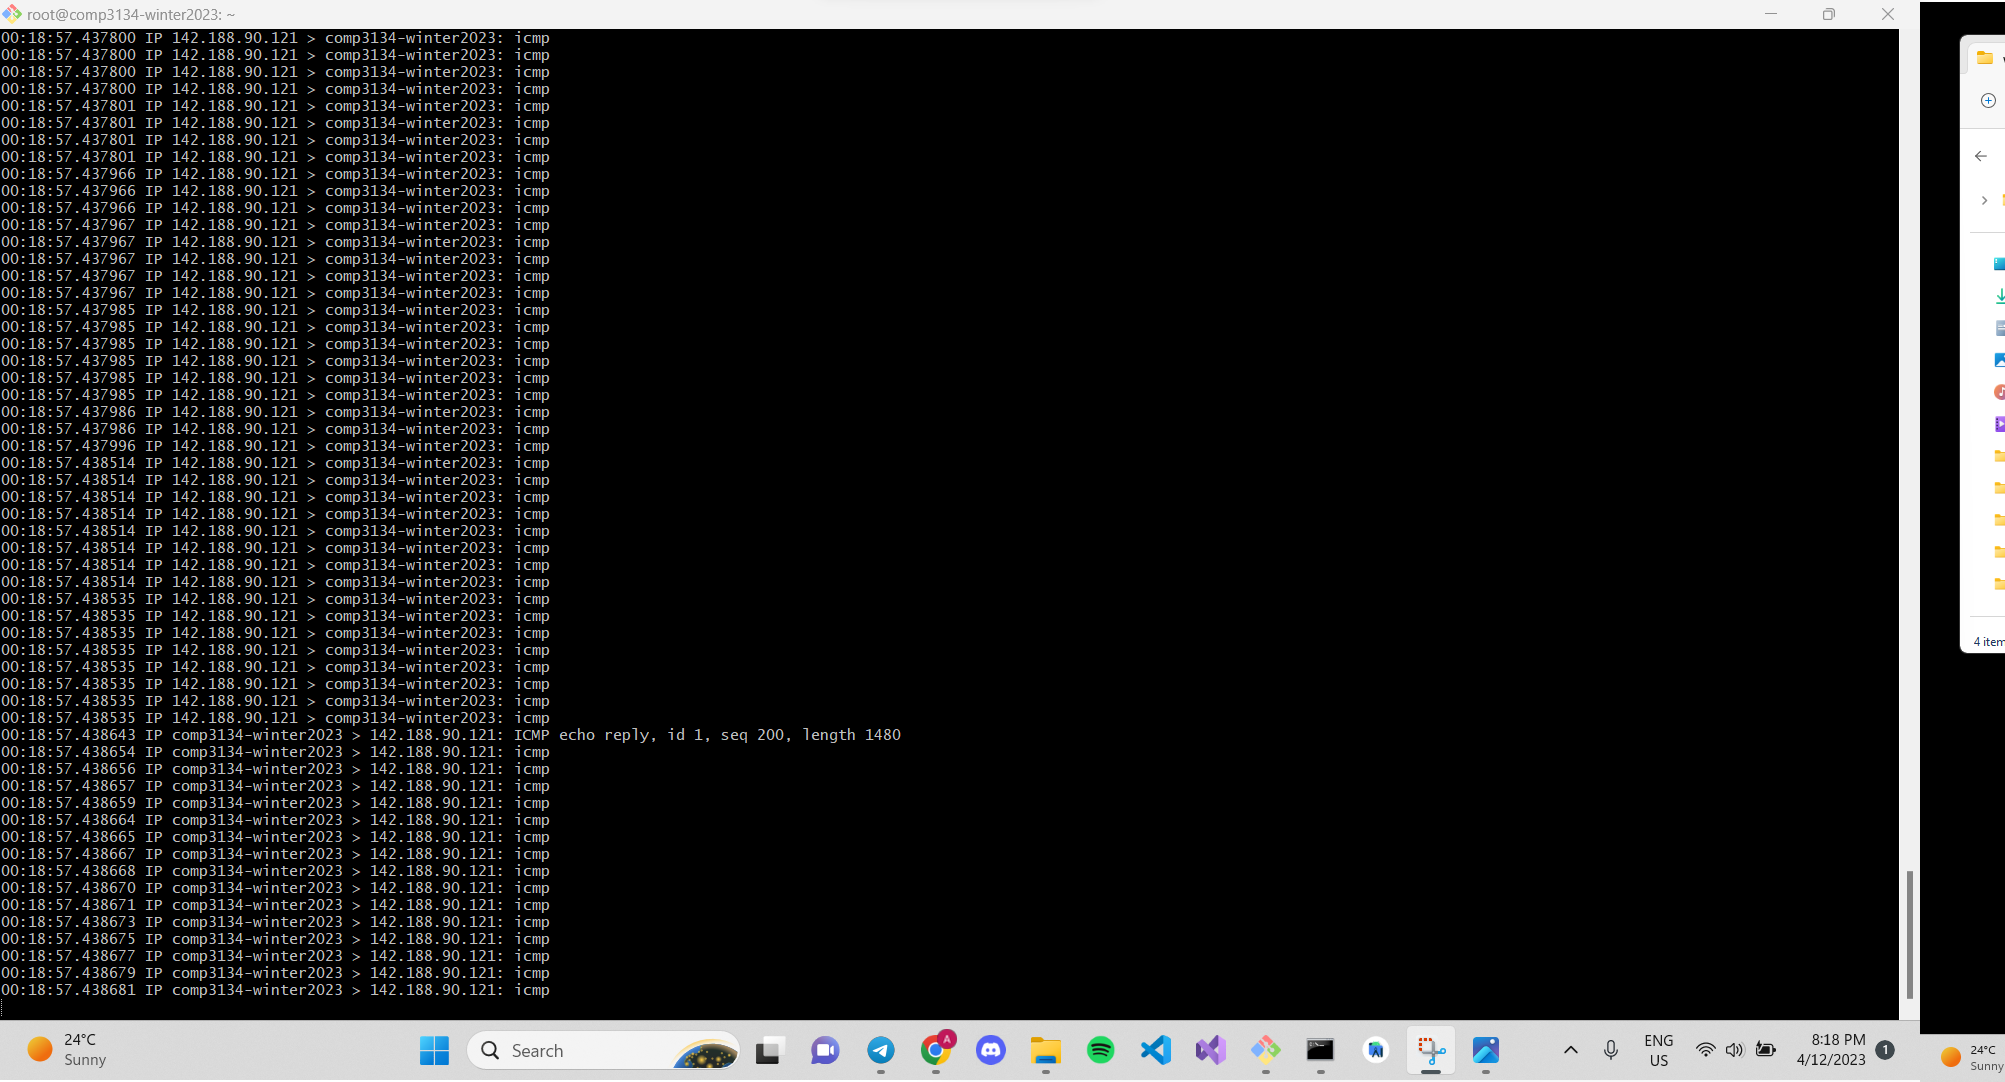 root@comp3134-winter2023: ~
00:18:57.437800 IP 142.188.90.121 > comp3134-winter2023: icmp
00:18:57.437800 IP 142.188.90.121 > comp3134-winter2023: icmp
00:18:57.437800 IP 142.188.90.121 > comp3134-winter2023: icmp
00:18:57.437800 IP 142.188.90.121 > comp3134-winter2023: icmp
00:18:57.437801 IP 142.188.90.121 > comp3134-winter2023: icmp
00:18:57.437801 IP 142.188.90.121 > comp3134-winter2023: icmp
00:18:57.437801 IP 142.188.90.121 > comp3134-winter2023: icmp
00:18:57.437801 IP 142.188.90.121 > comp3134-winter2023: icmp
00:18:57.437966 IP 142.188.90.121 > comp3134-winter2023: icmp
00:18:57.437966 IP 142.188.90.121 > comp3134-winter2023: icmp
00:18:57.437966 IP 142.188.90.121 > comp3134-winter2023: icmp
00:18:57.437967 IP 142.188.90.121 > comp3134-winter2023: icmp
00:18:57.437967 IP 142.188.90.121 > comp3134-winter2023: icmp
00:18:57.437967 IP 142.188.90.121 > comp3134-winter2023: icmp
00:18:57.437967 IP 142.188.90.121 > comp3134-winter2023: icmp
00:18:57.437967 IP 142.188.90.121 > comp3134-winter2023: icmp
00:18:57.437985 IP 142.188.90.121 > comp3134-winter2023: icmp
00:18:57.437985 IP 142.188.90.121 > comp3134-winter2023: icmp
00:18:57.437985 IP 142.188.90.121 > comp3134-winter2023: icmp
00:18:57.437985 IP 142.188.90.121 > comp3134-winter2023: icmp
00:18:57.437985 IP 142.188.90.121 > comp3134-winter2023: icmp
00:18:57.437985 IP 142.188.90.121 > comp3134-winter2023: icmp
00:18:57.437986 IP 142.188.90.121 > comp3134-winter2023: icmp
00:18:57.437986 IP 142.188.90.121 > comp3134-winter2023: icmp
00:18:57.437996 IP 142.188.90.121 > comp3134-winter2023: icmp
00:18:57.438514 IP 142.188.90.121 > comp3134-winter2023: icmp
00:18:57.438514 IP 142.188.90.121 > comp3134-winter2023: icmp
00:18:57.438514 IP 142.188.90.121 > comp3134-winter2023: icmp
00:18:57.438514 IP 142.188.90.121 > comp3134-winter2023: icmp
00:18:57.438514 IP 142.188.90.121 > comp3134-winter2023: icmp
00:18:57.438514 IP 142.188.90.121 > comp3134-winter2023: icmp
00:18:57.438514 IP 142.188.90.121 > comp3134-winter2023: icmp
00:18:57.438514 IP 142.188.90.121 > comp3134-winter2023: icmp
00:18:57.438535 IP 142.188.90.121 > comp3134-winter2023: icmp
00:18:57.438535 IP 142.188.90.121 > comp3134-winter2023: icmp
00:18:57.438535 IP 142.188.90.121 > comp3134-winter2023: icmp
00:18:57.438535 IP 142.188.90.121 > comp3134-winter2023: icmp
00:18:57.438535 IP 142.188.90.121 > comp3134-winter2023: icmp
00:18:57.438535 IP 142.188.90.121 > comp3134-winter2023: icmp
00:18:57.438535 IP 142.188.90.121 > comp3134-winter2023: icmp
00:18:57.438535 IP 142.188.90.121 > comp3134-winter2023: icmp
00:18:57.438643 IP comp3134-winter2023 > 142.188.90.121: ICMP echo reply, id 1, seq 200, length 1480
00:18:57.438654 IP comp3134-winter2023 > 142.188.90.121: icmp
00:18:57.438656 IP comp3134-winter2023 > 142.188.90.121: icmp
00:18:57.438657 IP comp3134-winter2023 > 142.188.90.121: icmp
00:18:57.438659 IP comp3134-winter2023 > 142.188.90.121: icmp
00:18:57.438664 IP comp3134-winter2023 > 142.188.90.121: icmp
00:18:57.438665 IP comp3134-winter2023 > 142.188.90.121: icmp
00:18:57.438667 IP comp3134-winter2023 > 142.188.90.121: icmp
00:18:57.438668 IP comp3134-winter2023 > 142.188.90.121: icmp
00:18:57.438670 IP comp3134-winter2023 > 142.188.90.121: icmp
00:18:57.438671 IP comp3134-winter2023 > 142.188.90.121: icmp
00:18:57.438673 IP comp3134-winter2023 > 142.188.90.121: icmp
00:18:57.438675 IP comp3134-winter2023 > 142.188.90.121: icmp
00:18:57.438677 IP comp3134-winter2023 > 142.188.90.121: icmp
00:18:57.438679 IP comp3134-winter2023 > 142.188.90.121: icmp
00:18:57.438681 IP comp3134-winter2023 > 142.188.90.121: icmp
4 item
24°C
Sunny
Search
A
AI
ENG
US
8:18 PM
4/12/2023
1
24°C
Sunny